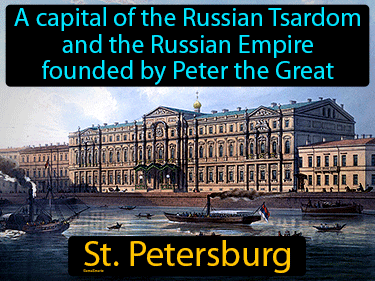 A capital of the Russian Tsardom
and the Russian Empire
founded by Peter the Great
St. Petersburg